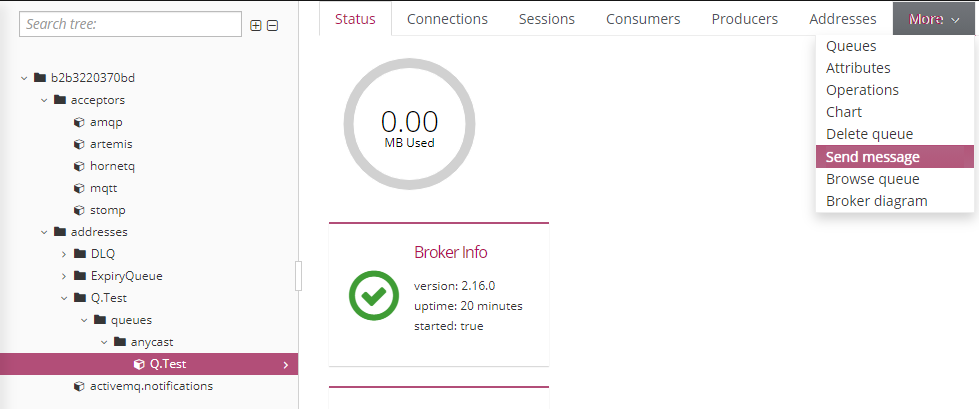 Search tree:
b2b3220370bd
acceptors
amqp
artemis
hornetq
mqtt
stomp
addresses
DLQ
ExpiryQueue
Q.Test
queues
anycast
Q.Test
activemq.notifications
Status Connections Sessions Consumers Producers Addresses More
Queues
Attributes
Operations
Chart
Delete queue
Send message
Browse queue
Broker diagram
0.00
MB Used
Broker Info
version: 2.16.0
uptime: 20 minutes
started: true